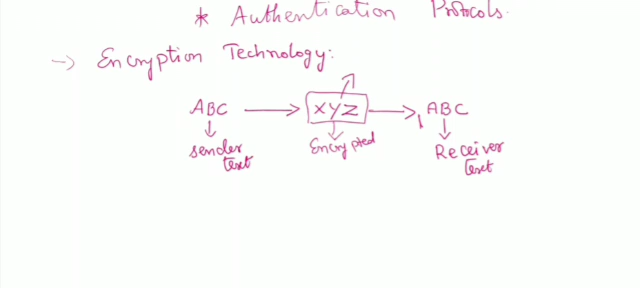 * Authentication Protocols.
→ Encryption Technology:
ABC → XYZ → ABC
sender text Encrypted Receiver text